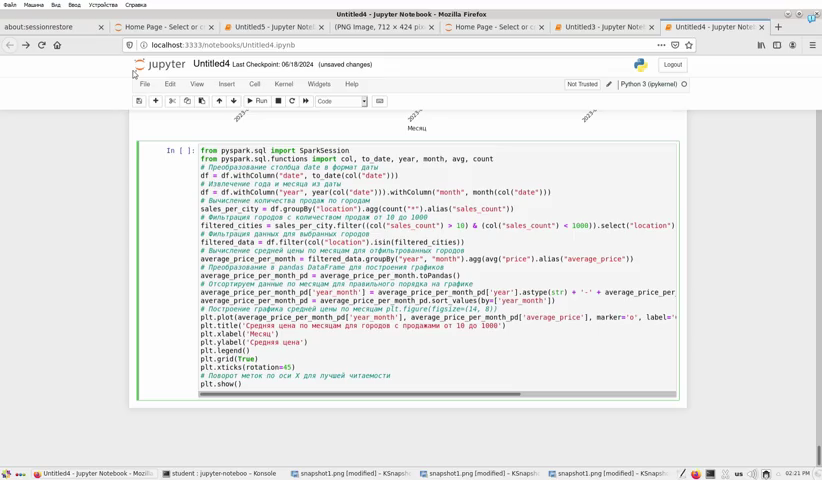 Файл Машина Вид Ввод Устройства Справка
Untitled4 - Jupyter Notebook - Mozilla Firefox
about:sessionrestore
Home Page - Select or c
Untitled5 - Jupyter Notebook
(PNG Image, 712 × 424 pix
Home Page - Select or c
Untitled3 - Jupyter Notebook
Untitled4 - Jupyter Notebook
localhost:3333/notebooks/Untitled4.ipynb
jupyter Untitled4 Last Checkpoint: 06/18/2024 (unsaved changes)
Logout
File Edit View Insert Cell Kernel Widgets Help
Not Trusted
Python 3 (ipykernel)
Run
Code
Месяц
In [ ]:
from pyspark.sql import SparkSession
from pyspark.sql.functions import col, to_date, year, month, avg, count
# Преобразование столбца date в формат даты
df = df.withColumn("date", to_date(col("date")))
# Извлечение года и месяца из даты
df = df.withColumn("year", year(col("date"))).withColumn("month", month(col("date")))
# Вычисление количества продаж по городам
sales_per_city = df.groupBy("location").agg(count("*").alias("sales_count"))
# Фильтрация городов с количеством продаж от 10 до 1000
filtered_cities = sales_per_city.filter((col("sales_count") > 10) & (col("sales_count") < 1000)).select("location")
# Фильтрация данных для выбранных городов
filtered_data = df.filter(col("location").isin(filtered_cities))
# Вычисление средней цены по месяцам для отфильтрованных городов
average_price_per_month = filtered_data.groupBy("year", "month").agg(avg("price").alias("average_price"))
# Преобразование в pandas DataFrame для построения графиков
average_price_per_month_pd = average_price_per_month.toPandas()
# Отсортируем данные по месяцам для правильного порядка на графике
average_price_per_month_pd['year_month'] = average_price_per_month_pd['year'].astype(str) + '-' + average_price_per_
average_price_per_month_pd = average_price_per_month_pd.sort_values(by=['year_month'])
# Построение графика средней цены по месяцам plt.figure(figsize=(14, 8))
plt.plot(average_price_per_month_pd['year_month'], average_price_per_month_pd['average_price'], marker='o', label='
plt.title('Средняя цена по месяцам для городов с продажами от 10 до 1000')
plt.xlabel('Месяц')
plt.ylabel('Средняя цена')
plt.legend()
plt.grid(True)
plt.xticks(rotation=45)
# Поворот меток по оси X для лучшей читаемости
plt.show()
Untitled4 - Jupyter Notebook - Mozilla
student : jupyter-noteboo — Konsole
snapshot1.png [modified] – KSnaps
snapshot1.png [modified] – KSnaps
snapshot1.png [modified] – KSnaps
us
02:21 PM